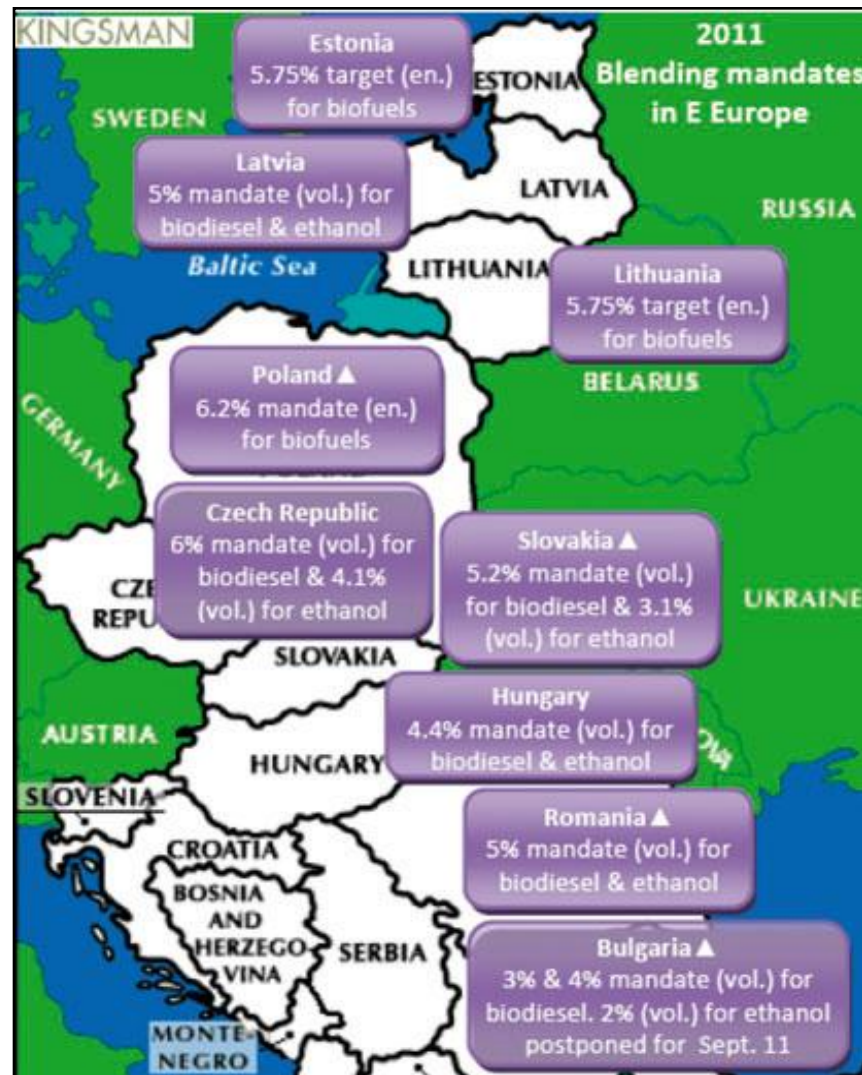 KINGSMAN
2011
Blending mandates
in E Europe
Estonia
5.75% target (en.)
for biofuels
ESTONIA
SWEDEN
Latvia
5% mandate (vol.) for
biodiesel & ethanol
LATVIA
RUSSIA
Baltic Sea
LITHUANIA
Lithuania
5.75% target (en.)
for biofuels
BELARUS
Poland▲
6.2% mandate (en.)
for biofuels
GERMANY
Czech Republic
6% mandate (vol.) for
biodiesel & 4.1%
(vol.) for ethanol
CZE
REPU
Slovakia▲
5.2% mandate (vol.)
for biodiesel & 3.1%
(vol.) for ethanol
UKRAINE
SLOVAKIA
Hungary
4.4% mandate (vol.) for
biodiesel & ethanol
OVA
AUSTRIA
HUNGARY
SLOVENIA
Romania▲
5% mandate (vol.) for
biodiesel & ethanol
CROATIA
BOSNIA
AND
HERZEGO-
VINA
SERBIA
Bulgaria▲
3% & 4% mandate (vol.) for
biodiesel. 2% (vol.) for ethanol
postponed for Sept. 11
MONTE-
NEGRO